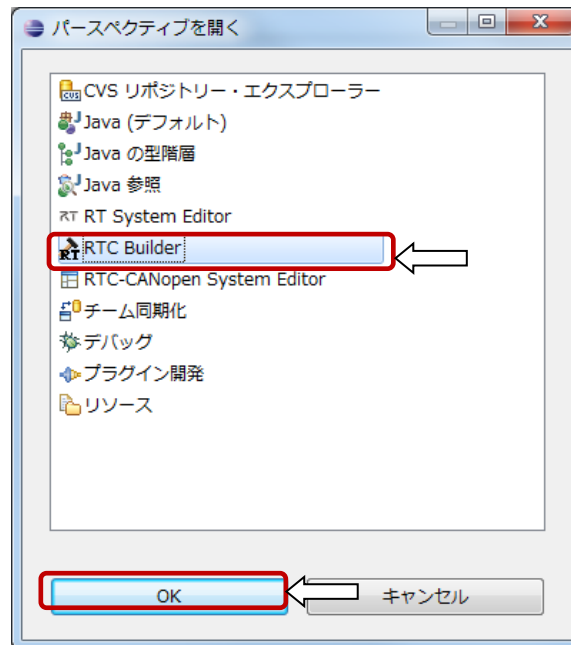 パースペクティブを開く
CVS リポジトリー・エクスプローラー
Java (デフォルト)
Java の型階層
Java 参照
RT RT System Editor
RT RTC Builder
RTC-CANopen System Editor
チーム同期化
デバッグ
プラグイン開発
リソース
OK キャンセル